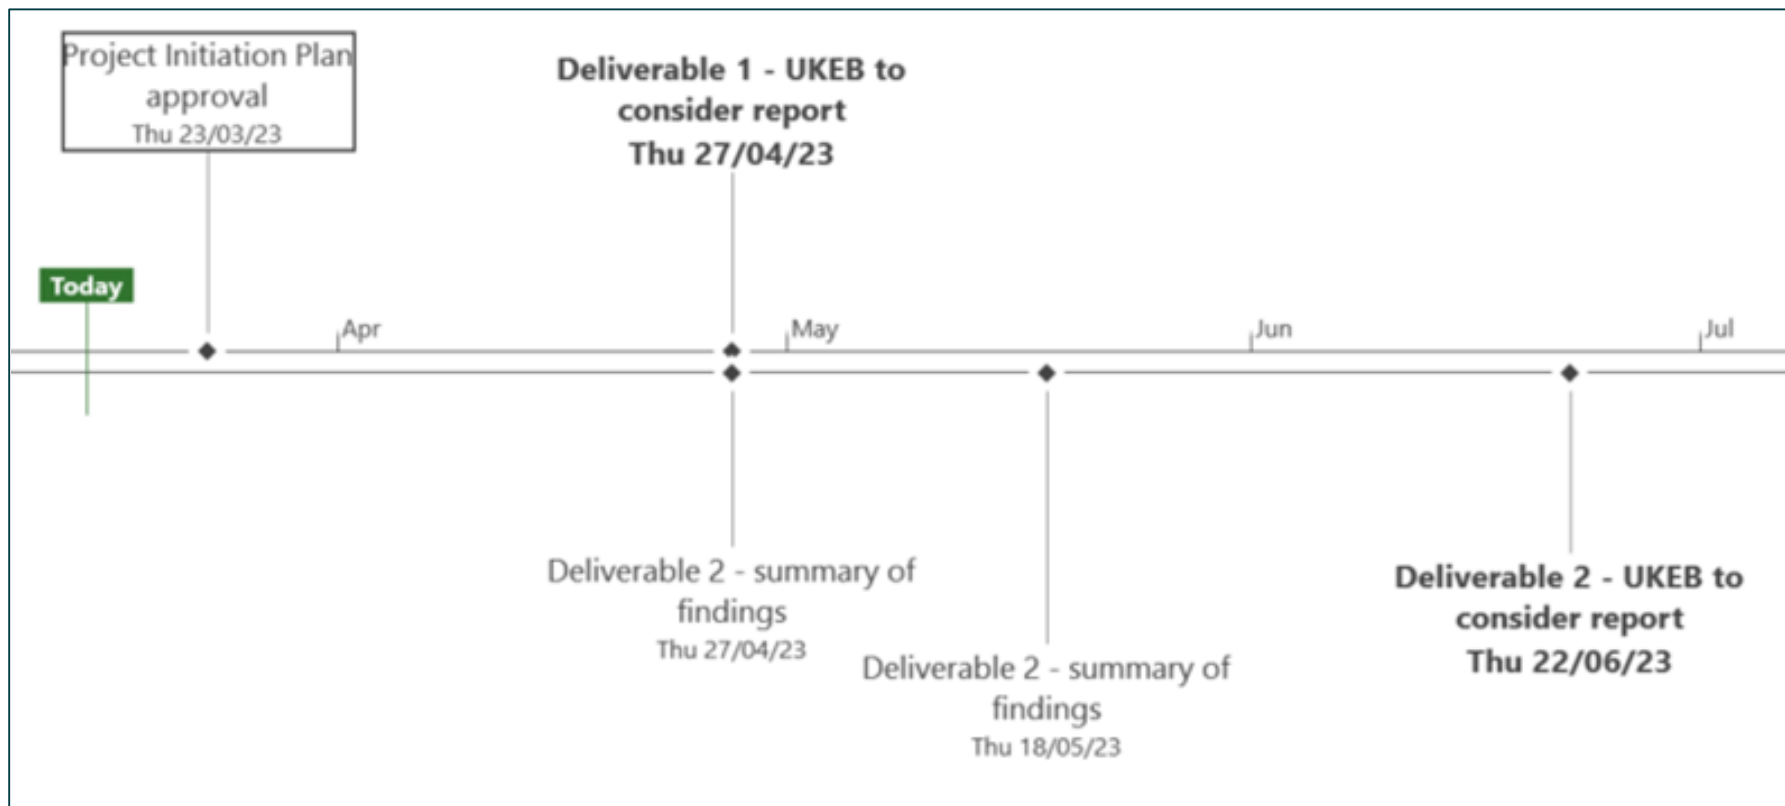 Project Initiation Plan
approval
Thu 23/03/23
Deliverable 1 - UKEB to
consider report
Thu 27/04/23
Today
Apr
May
Jun
Jul
Deliverable 2 - summary of
findings
Thu 27/04/23
Deliverable 2 - summary of
findings
Thu 18/05/23
Deliverable 2 - UKEB to
consider report
Thu 22/06/23